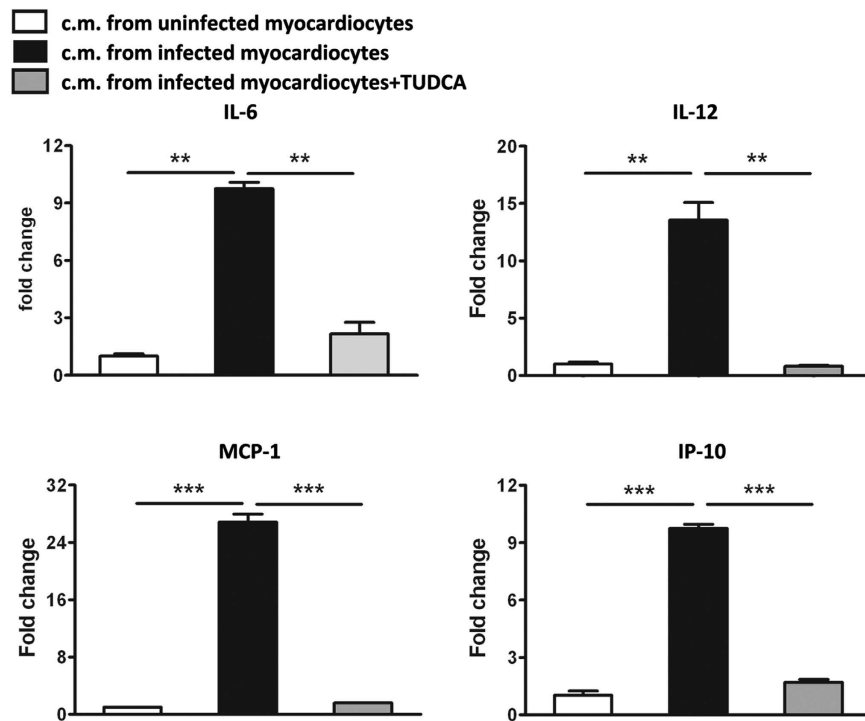 c.m. from uninfected myocardiocytes
c.m. from infected myocardiocytes
c.m. from infected myocardiocytes+TUDCA
IL-6
fold change
12
9
6
3
0
**
**
IL-12
Fold change
20
15
10
5
0
**
**
MCP-1
Fold change
32
24
16
8
0
***
***
IP-10
Fold change
12
9
6
3
0
***
***